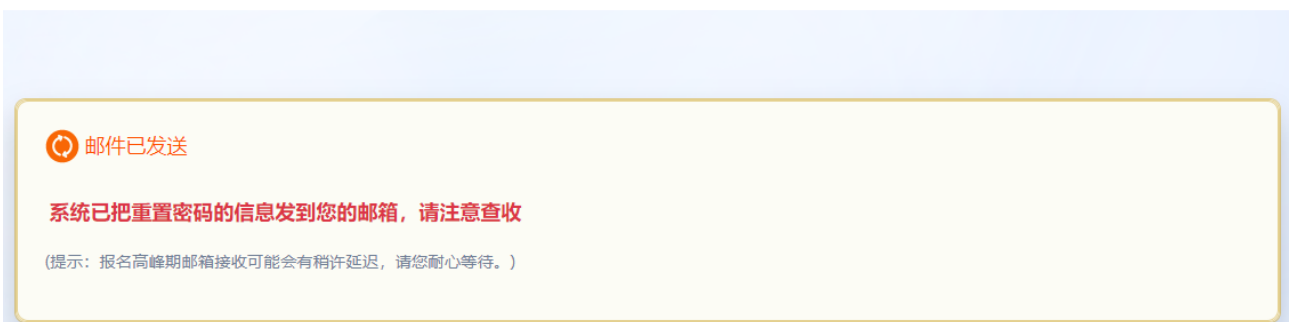 邮件已发送
系统已把重置密码的信息发到您的邮箱，请注意查收
(提示：报名高峰期邮箱接收可能会有稍许延迟，请您耐心等待。)